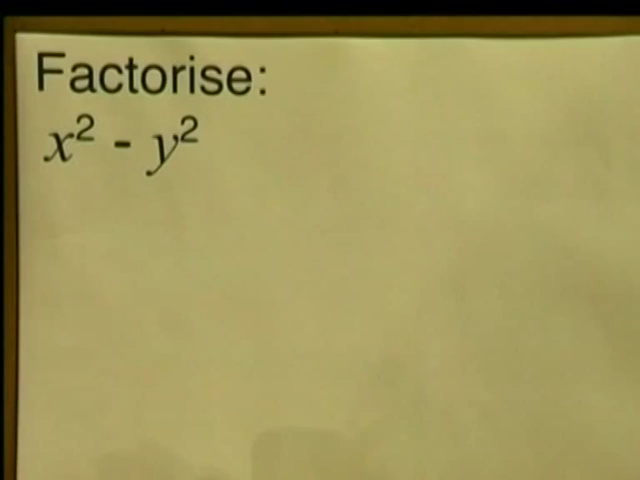 Factorise:
x² - y²